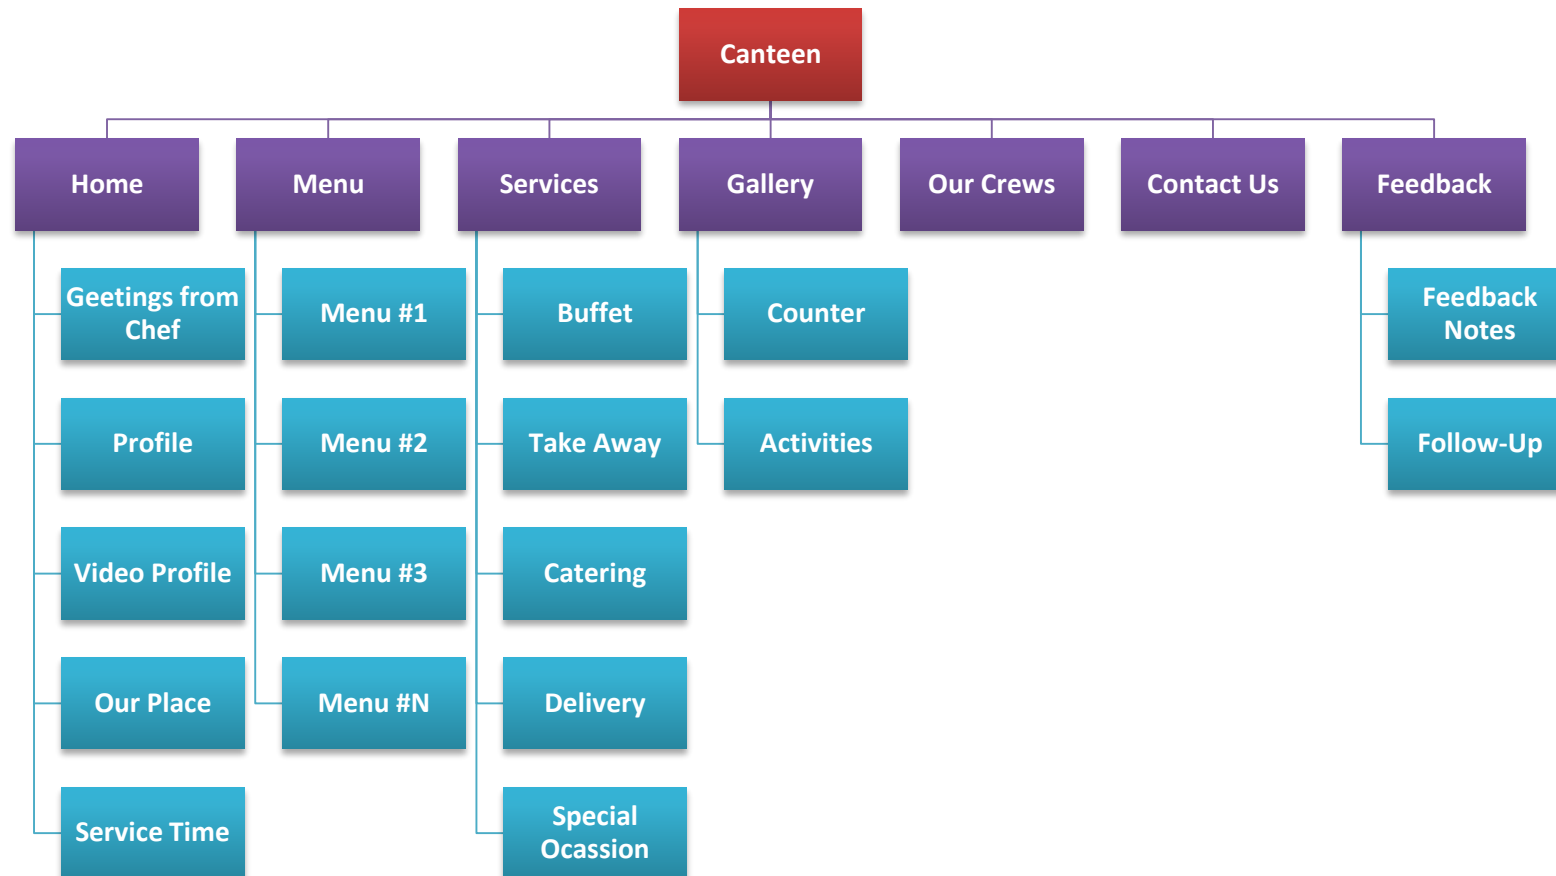 Canteen
Home
Menu
Services
Gallery
Our Crews
Contact Us
Feedback
Geetings from
Chef
Menu #1
Buffet
Counter
Feedback
Notes
Profile
Menu #2
Take Away
Activities
Follow-Up
Video Profile
Menu #3
Catering
Our Place
Menu #N
Delivery
Service Time
Special
Ocassion